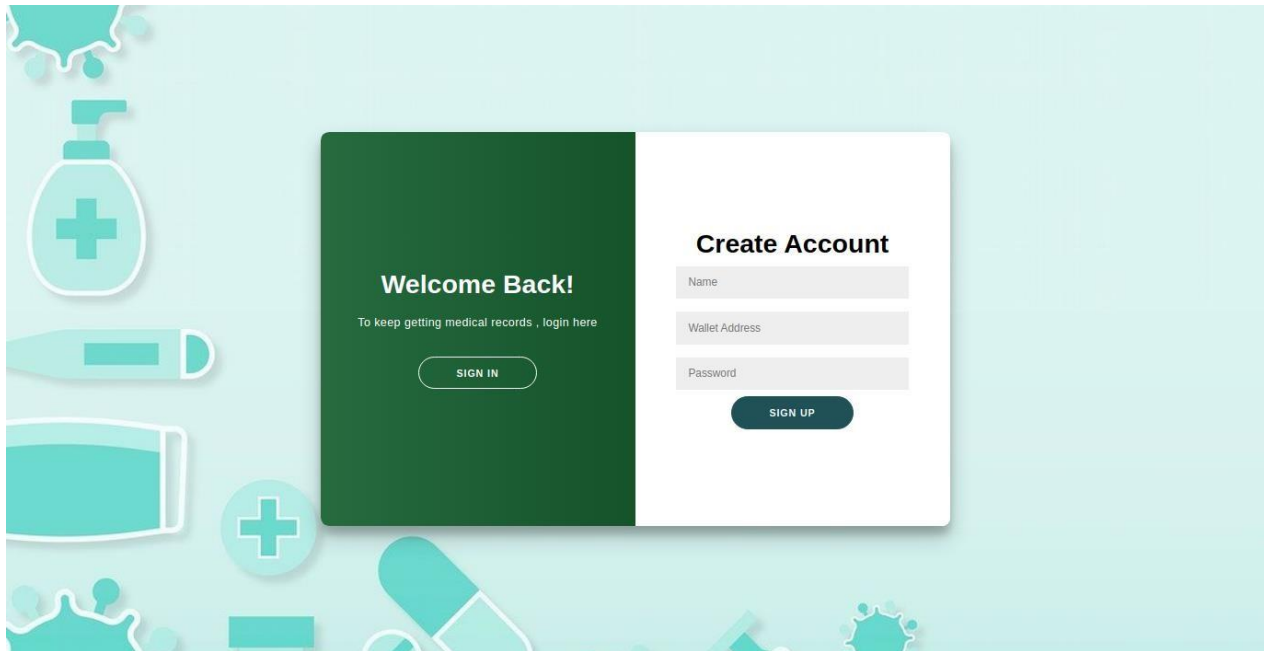 Welcome Back!
To keep getting medical records , login here
SIGN IN
Create Account
Name
Wallet Address
Password
SIGN UP